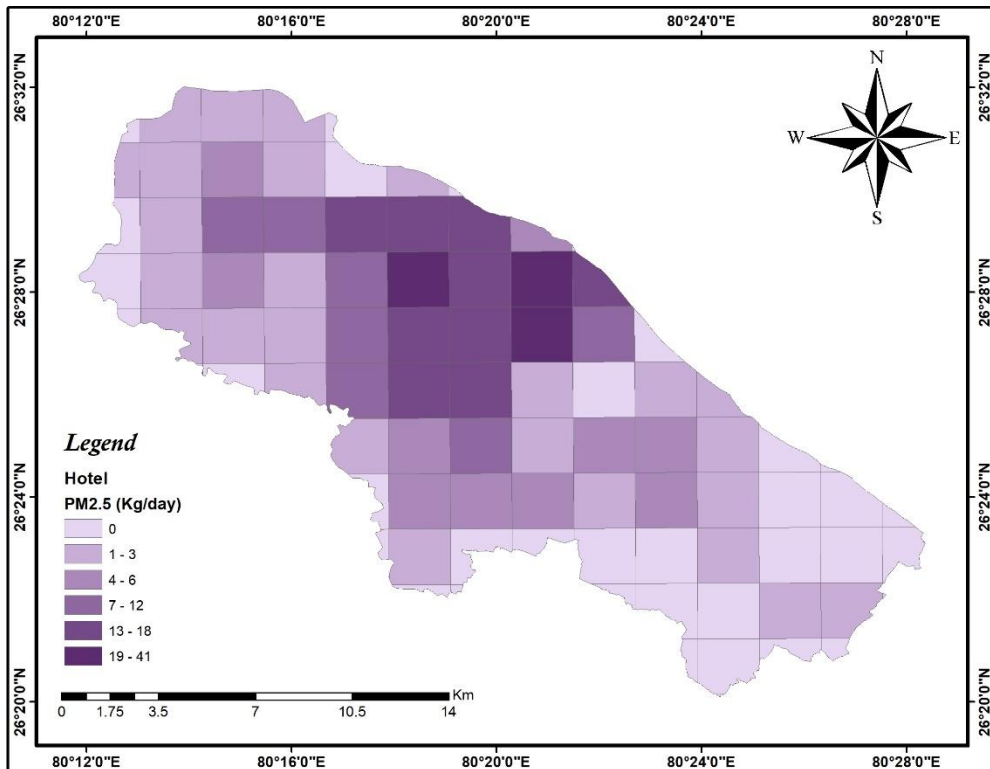 80°12'0"E 80°16'0"E 80°20'0"E 80°24'0"E 80°28'0"E
26°32'0"N 26°32'0"N
N
W E
S
26°28'0"N 26°28'0"N
Legend
Hotel
PM2.5 (Kg/day)
0
1 - 3
4 - 6
7 - 12
13 - 18
19 - 41
26°24'0"N 26°24'0"N
Km
0 1.75 3.5 7 10.5 14
26°20'0"N 26°20'0"N
80°12'0"E 80°16'0"E 80°20'0"E 80°24'0"E 80°28'0"E